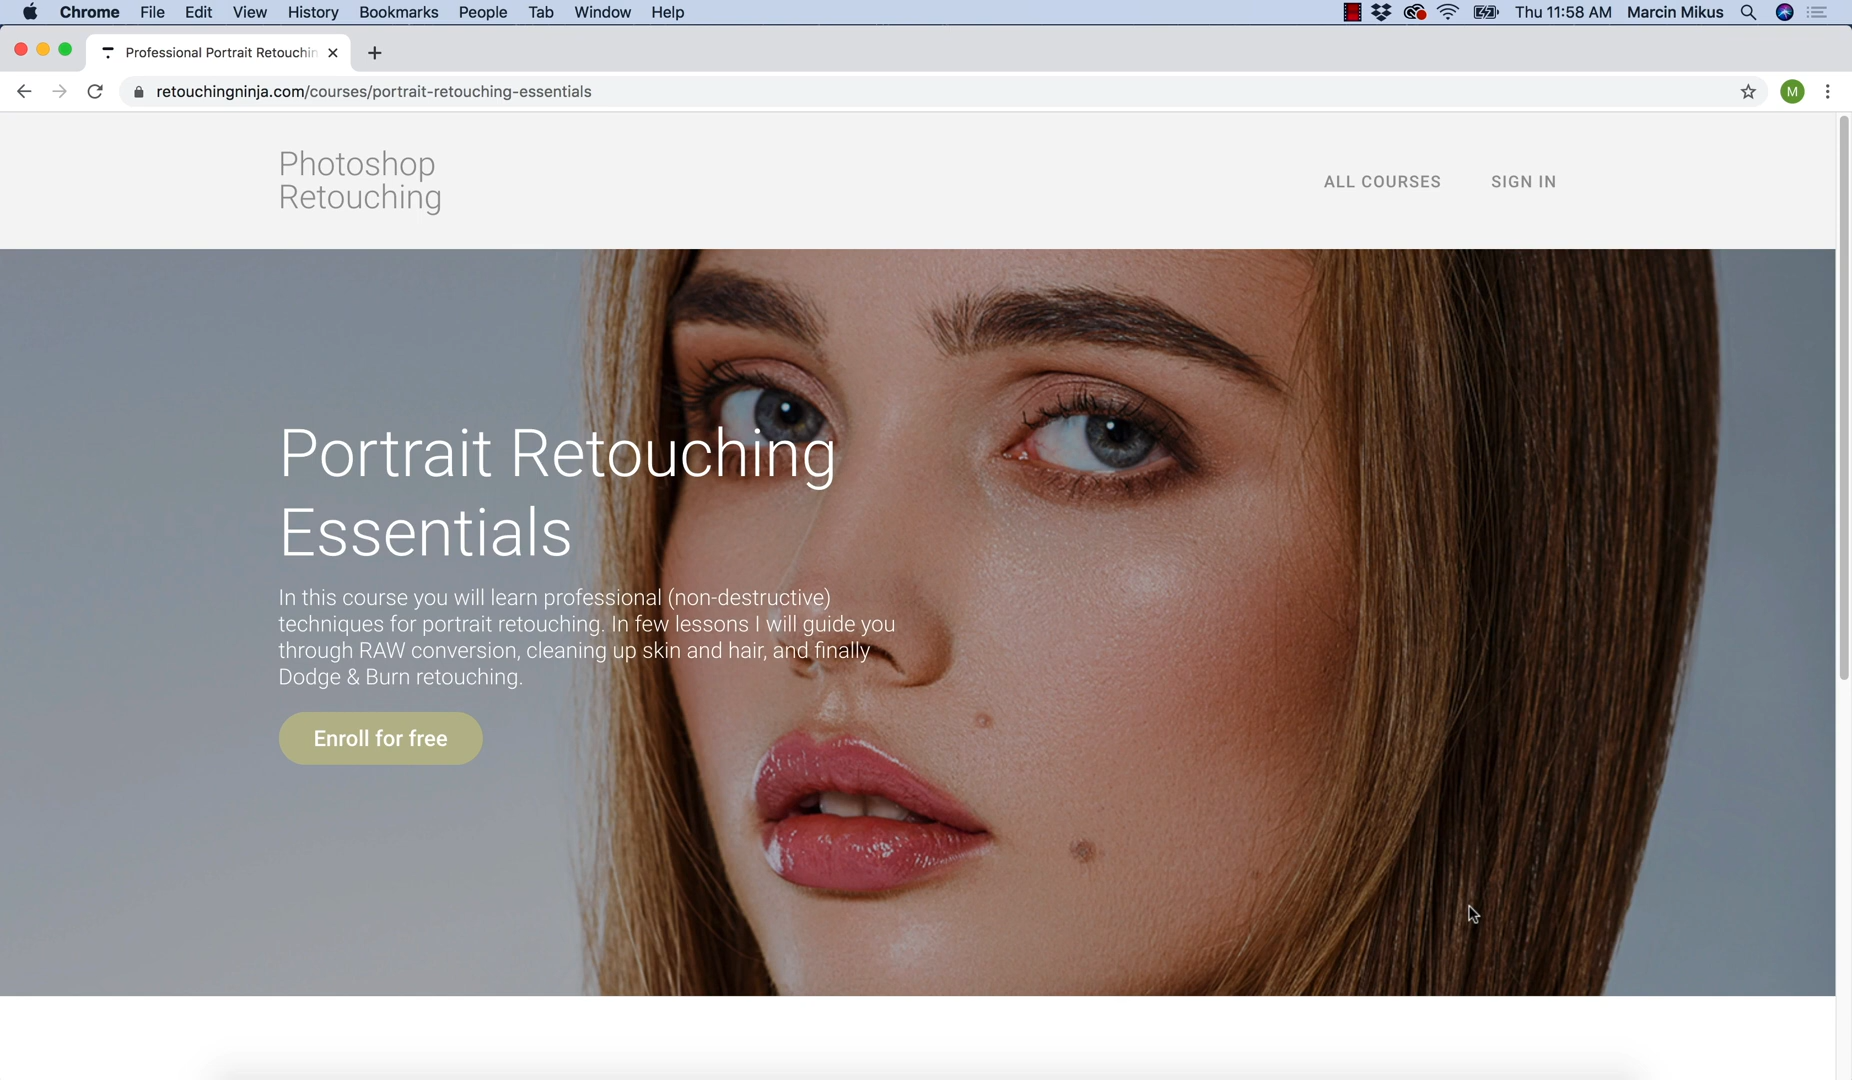 Chrome File Edit View History Bookmarks People Tab Window Help Thu 11:58 AM Marcin Mikus
Professional Portrait Retouchin
retouchingninja.com/courses/portrait-retouching-essentials
M
Photoshop
Retouching
ALL COURSES SIGN IN
Portrait Retouching
Essentials
In this course you will learn professional (non-destructive)
techniques for portrait retouching. In few lessons I will guide you
through RAW conversion, cleaning up skin and hair, and finally
Dodge & Burn retouching.
Enroll for free